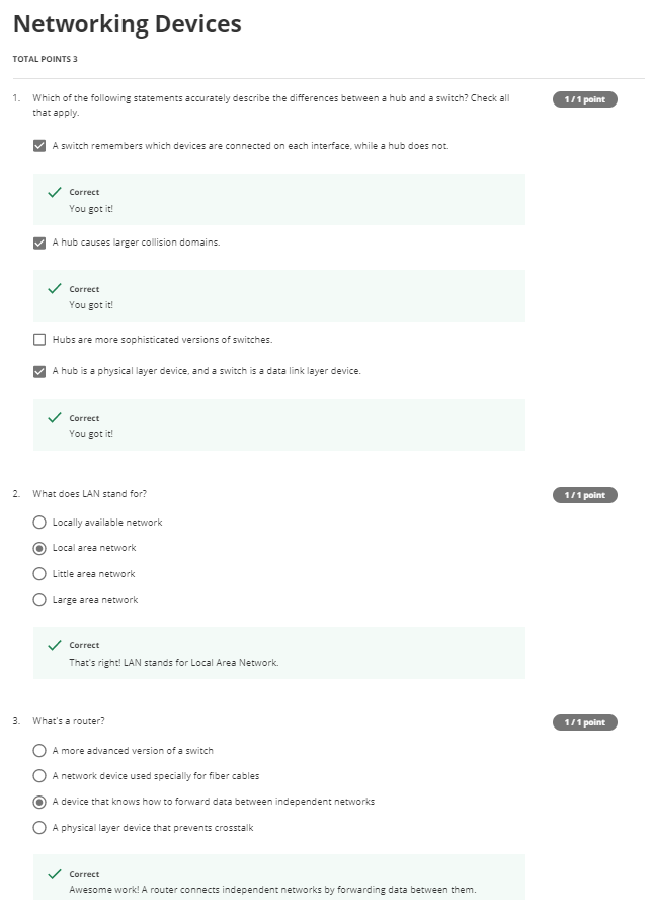 Networking Devices
TOTAL POINTS 3
1. Which of the following statements accurately describe the differences between a hub and a switch? Check all
that apply.
1 / 1 point
A switch remembers which devices are connected on each interface, while a hub does not.
Correct
You got it!
A hub causes larger collision domains.
Correct
You got it!
Hubs are more sophisticated versions of switches.
A hub is a physical layer device, and a switch is a data link layer device.
Correct
You got it!
2. What does LAN stand for?
1 / 1 point
Locally available network
Local area network
Little area network
Large area network
Correct
That's right! LAN stands for Local Area Network.
3. What's a router?
1 / 1 point
A more advanced version of a switch
A network device used specially for fiber cables
A device that knows how to forward data between independent networks
A physical layer device that prevents crosstalk
Correct
Awesome work! A router connects independent networks by forwarding data between them.